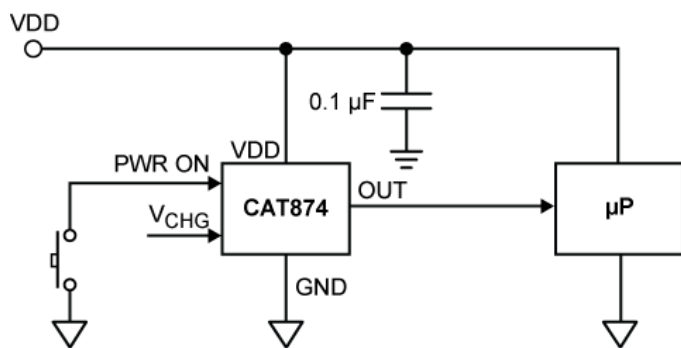 VDD
0.1 µF
VDD
PWR ON
CAT874
OUT
µP
VCHG
GND